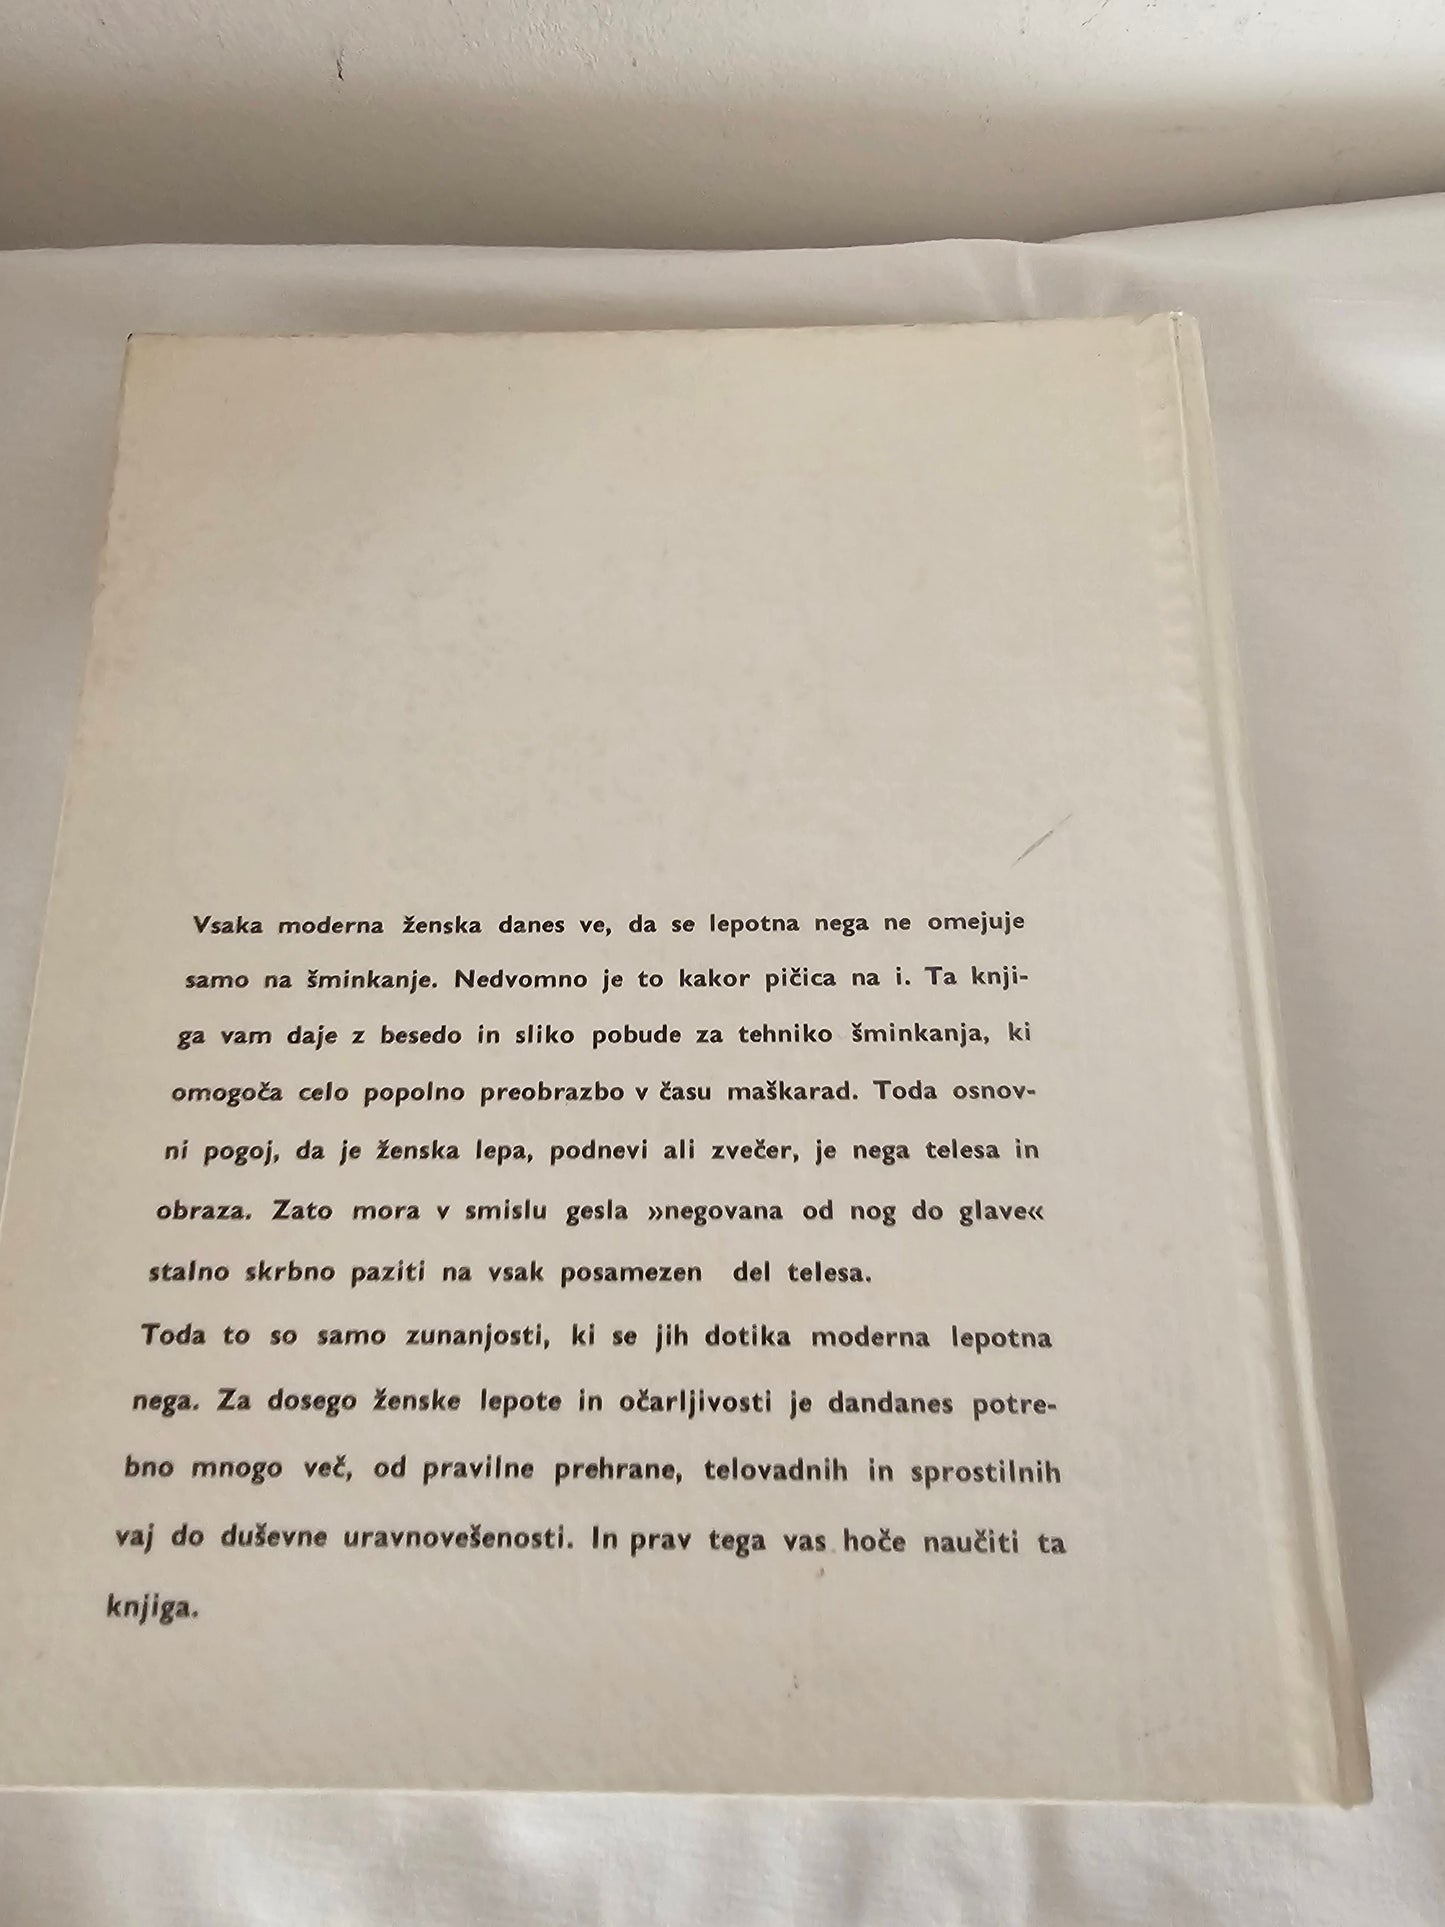 Vsaka moderna ženska danes ve, da se lepotna nega ne omejuje
samo na šminkanje. Nedvomno je to kakor pičica na i. Ta knji-
ga vam daje z besedo in sliko pobude za tehniko šminkanja, ki
omogoča celo popolno preobrazbo v času maškarad. Toda osnov-
ni pogoj, da je ženska lepa, podnevi ali zvečer, je nega telesa in
obraza. Zato mora v smislu gesla »negovana od nog do glave«
stalno skrbno paziti na vsak posamezen del telesa.
Toda to so samo zunanjosti, ki se jih dotika moderna lepotna
nega. Za dosego ženske lepote in očarljivosti je dandanes potre-
bno mnogo več, od pravilne prehrane, telovadnih in sprostilnih
vaj do duševne uravnovešenosti. In prav tega vas hoče naučiti ta
knjiga.